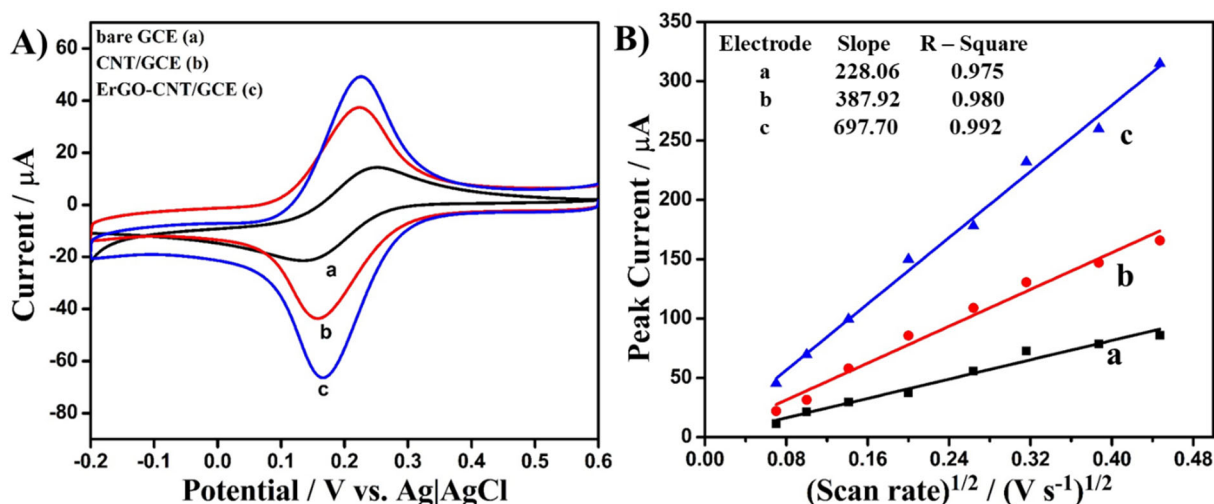 A)
bare GCE (a)
CNT/GCE (b)
ErGO-CNT/GCE (c)
60
40
20
0
-20
-40
-60
-80
Current / μA
a
b
c
-0.2 -0.1 0.0 0.1 0.2 0.3 0.4 0.5 0.6
Potential / V vs. Ag|AgCl
B)
Electrode Slope R – Square
a 228.06 0.975
b 387.92 0.980
c 697.70 0.992
350
300
250
200
150
100
50
0
Peak Current / μA
c
b
a
0.00 0.08 0.16 0.24 0.32 0.40 0.48
(Scan rate)1/2 / (V s-1)1/2